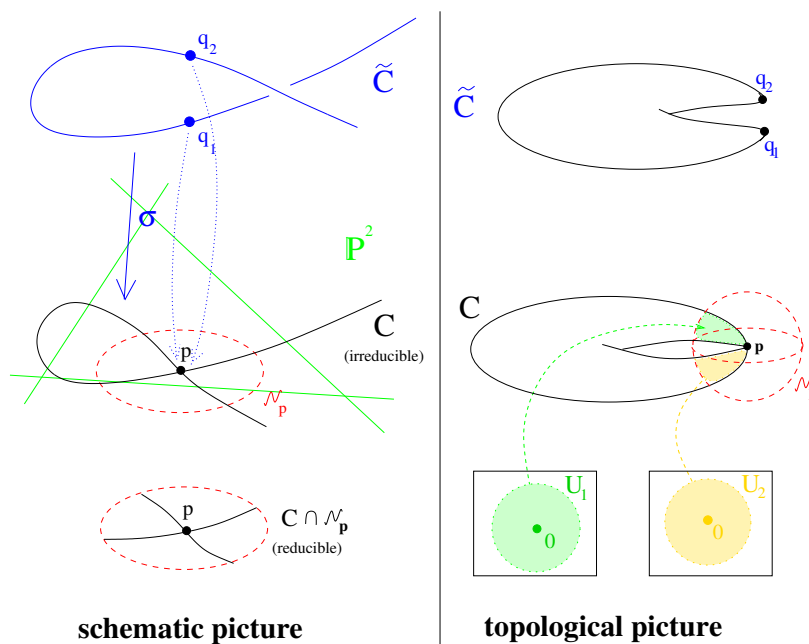 q₂
C̃
q₁
σ
ℙ²
C
(irreducible)
p
𝒩ₚ
p
C ∩ 𝒩ₚ
(reducible)
schematic picture
q₂
C̃
q₁
C
p
𝒩
U₁
0
U₂
0
topological picture